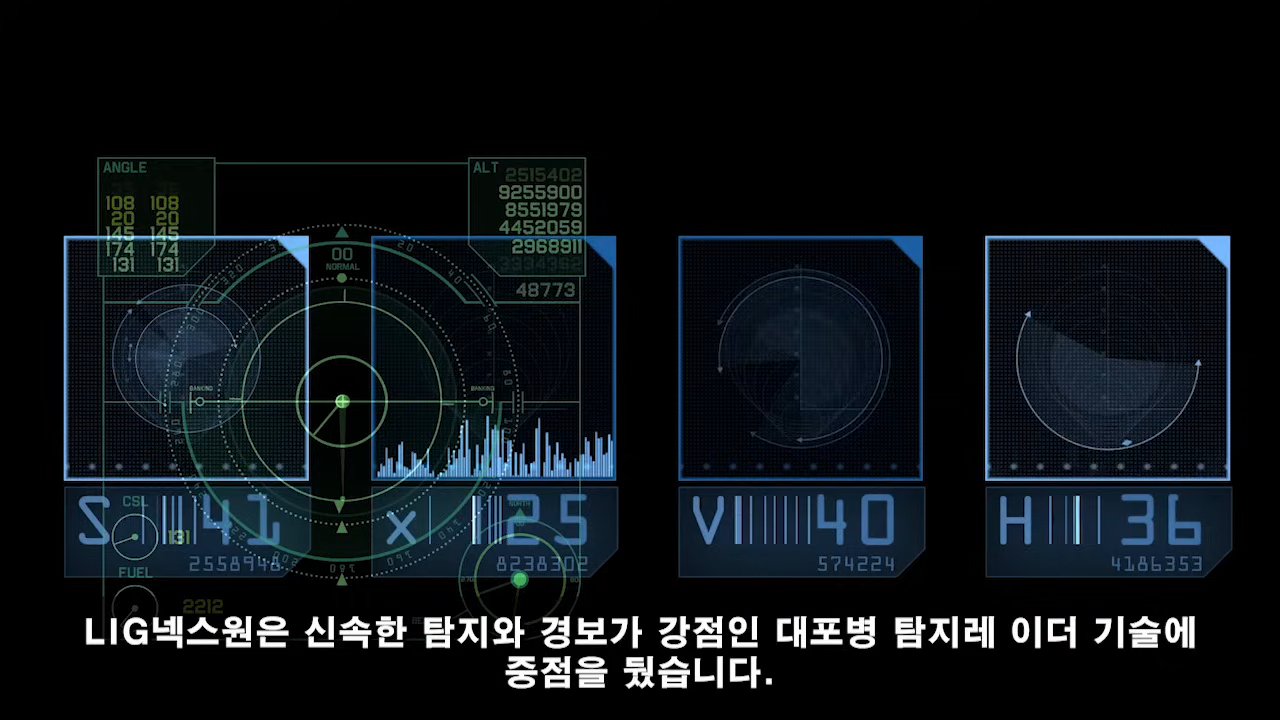 ANGLE
108 108
20 20
145 145
174 174
131 131
ALT
2515402
9255900
8551979
4452059
2968911
48773
00
NORMAL
BANKING
BANKING
S 41
2558948
CSL
131
FUEL
2212
x 25
8238302
V 40
574224
H 36
4186353
LIG넥스원은 신속한 탐지와 경보가 강점인 대포병 탐지레 이더 기술에
중점을 뒀습니다.